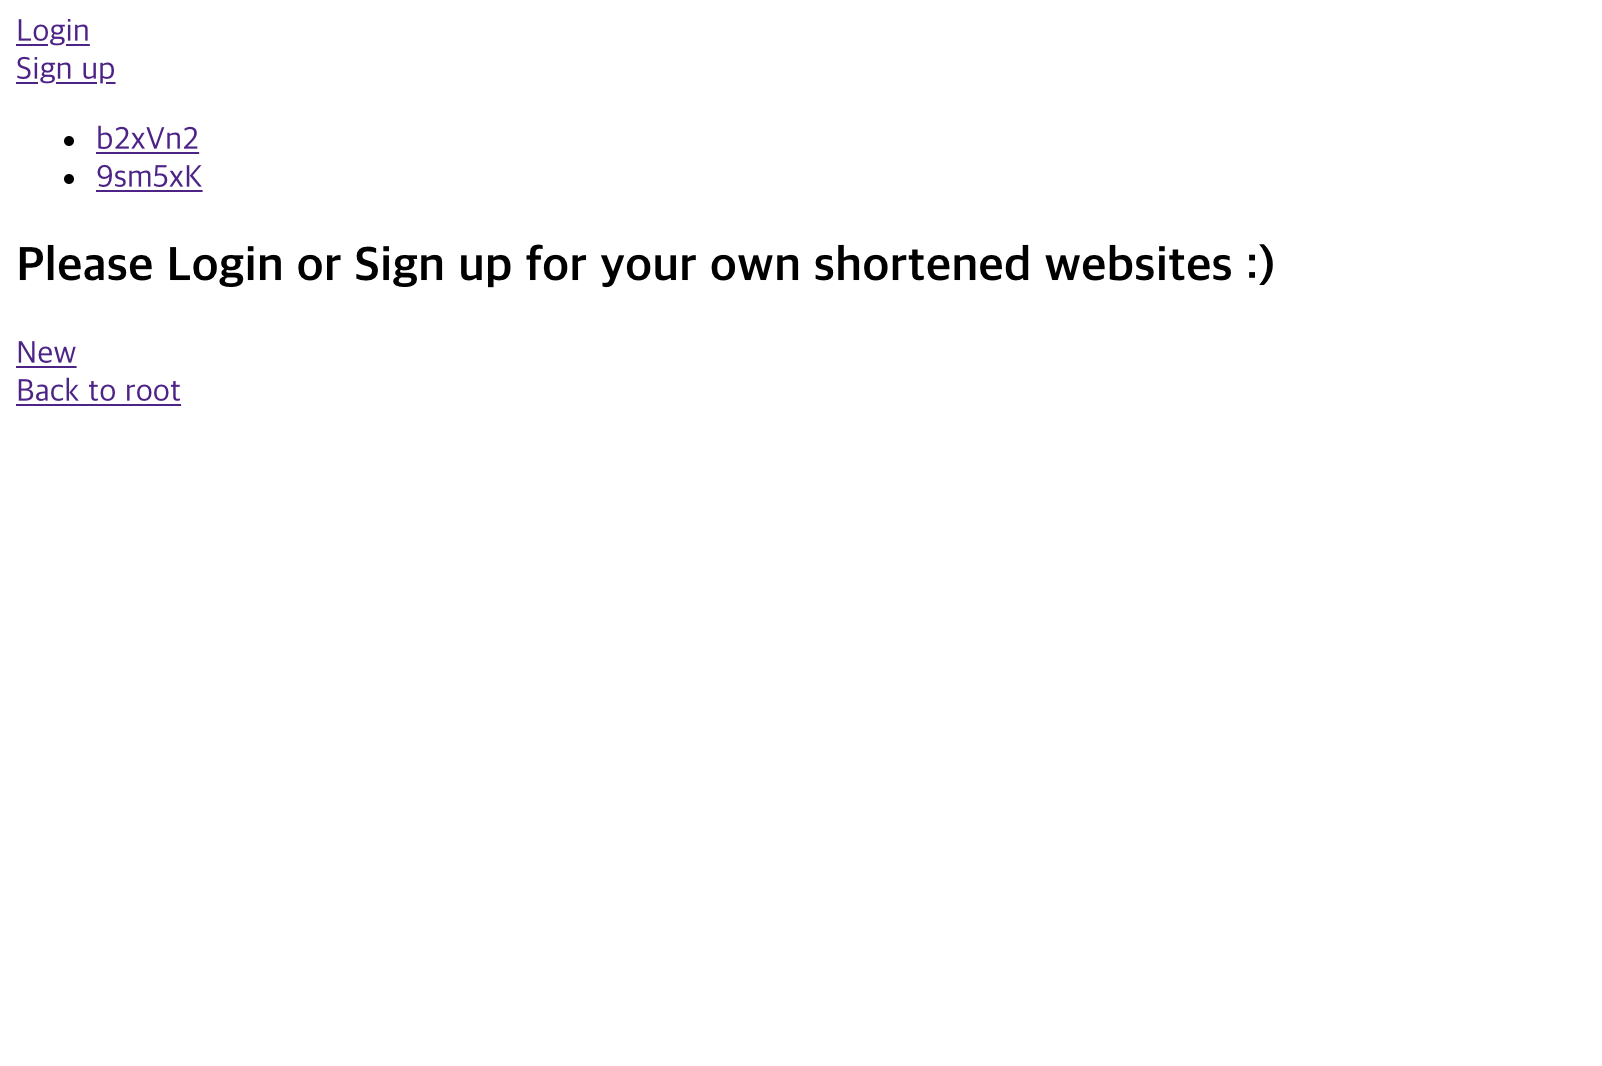 Login
Sign up
b2xVn2
9sm5xK
Please Login or Sign up for your own shortened websites :)
New
Back to root